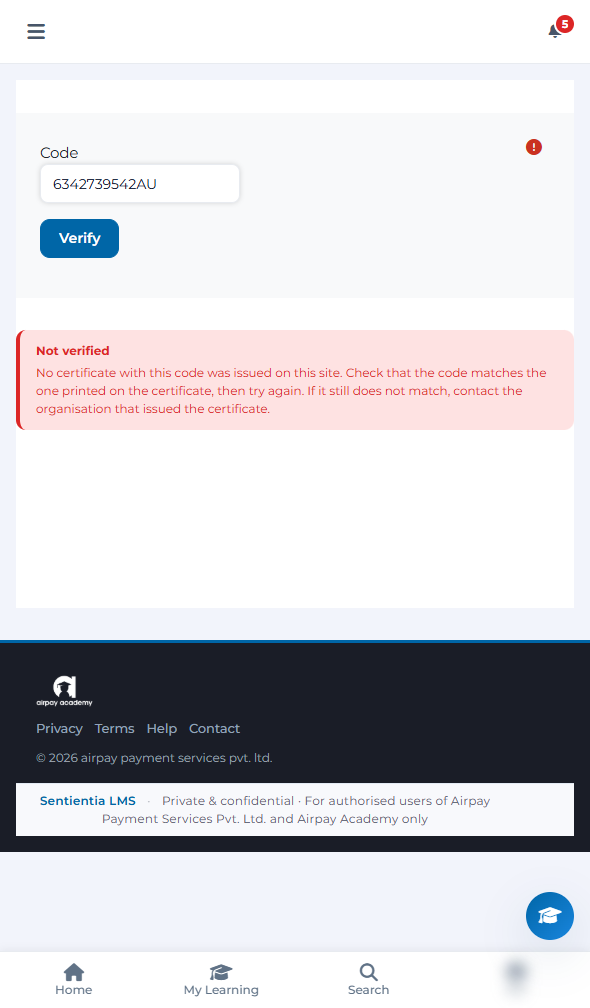 5
Code
!
6342739542AU
Verify
Not verified
No certificate with this code was issued on this site. Check that the code matches the
one printed on the certificate, then try again. If it still does not match, contact the
organisation that issued the certificate.
airpay academy
Privacy Terms Help Contact
© 2026 airpay payment services pvt. ltd.
Sentientia LMS · Private & confidential · For authorised users of Airpay
Payment Services Pvt. Ltd. and Airpay Academy only
Home My Learning Search